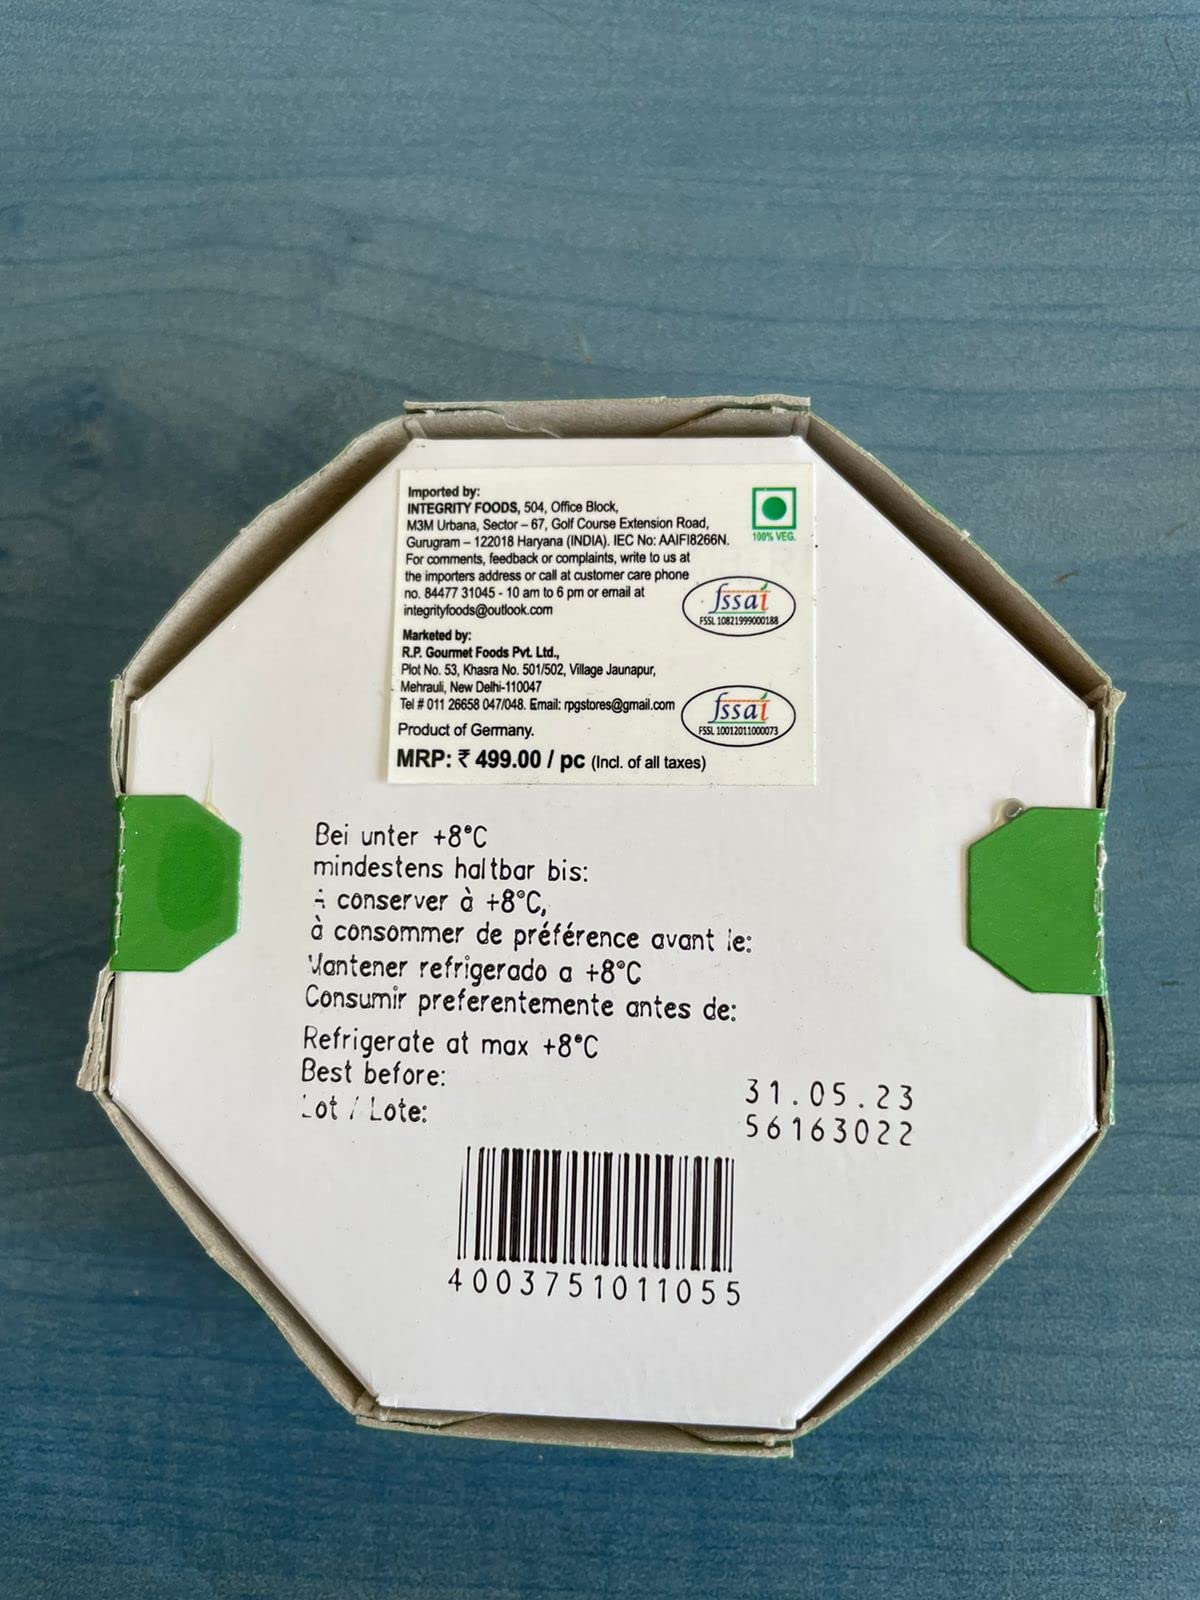 Imported by:
INTEGRITY FOODS, 504, Office Block,
M3M Urbana, Sector – 67, Golf Course Extension Road,
Gurugram – 122018 Haryana (INDIA). IEC No: AAIFI8266N.
For comments, feedback or complaints, write to us at
the importers address or call at customer care phone
no. 84477 31045 - 10 am to 6 pm or email at
integrityfoods@outlook.com
100% VEG.
fssai
FSSL 10821999000188
Marketed by:
R.P. Gourmet Foods Pvt. Ltd.,
Plot No. 53, Khasra No. 501/502, Village Jaunapur,
Mehrauli, New Delhi-110047
Tel # 011 26658 047/048. Email: rpgstores@gmail.com
fssai
FSSL 10012011000073
Product of Germany.
MRP: ₹ 499.00 / pc (Incl. of all taxes)
Bei unter +8°C
mindestens haltbar bis:
À conserver à +8°C,
à consommer de préférence avant le:
Mantener refrigerado a +8°C
Consumir preferentemente antes de:
Refrigerate at max +8°C
Best before: 31.05.23
Lot / Lote: 56163022
4003751011055